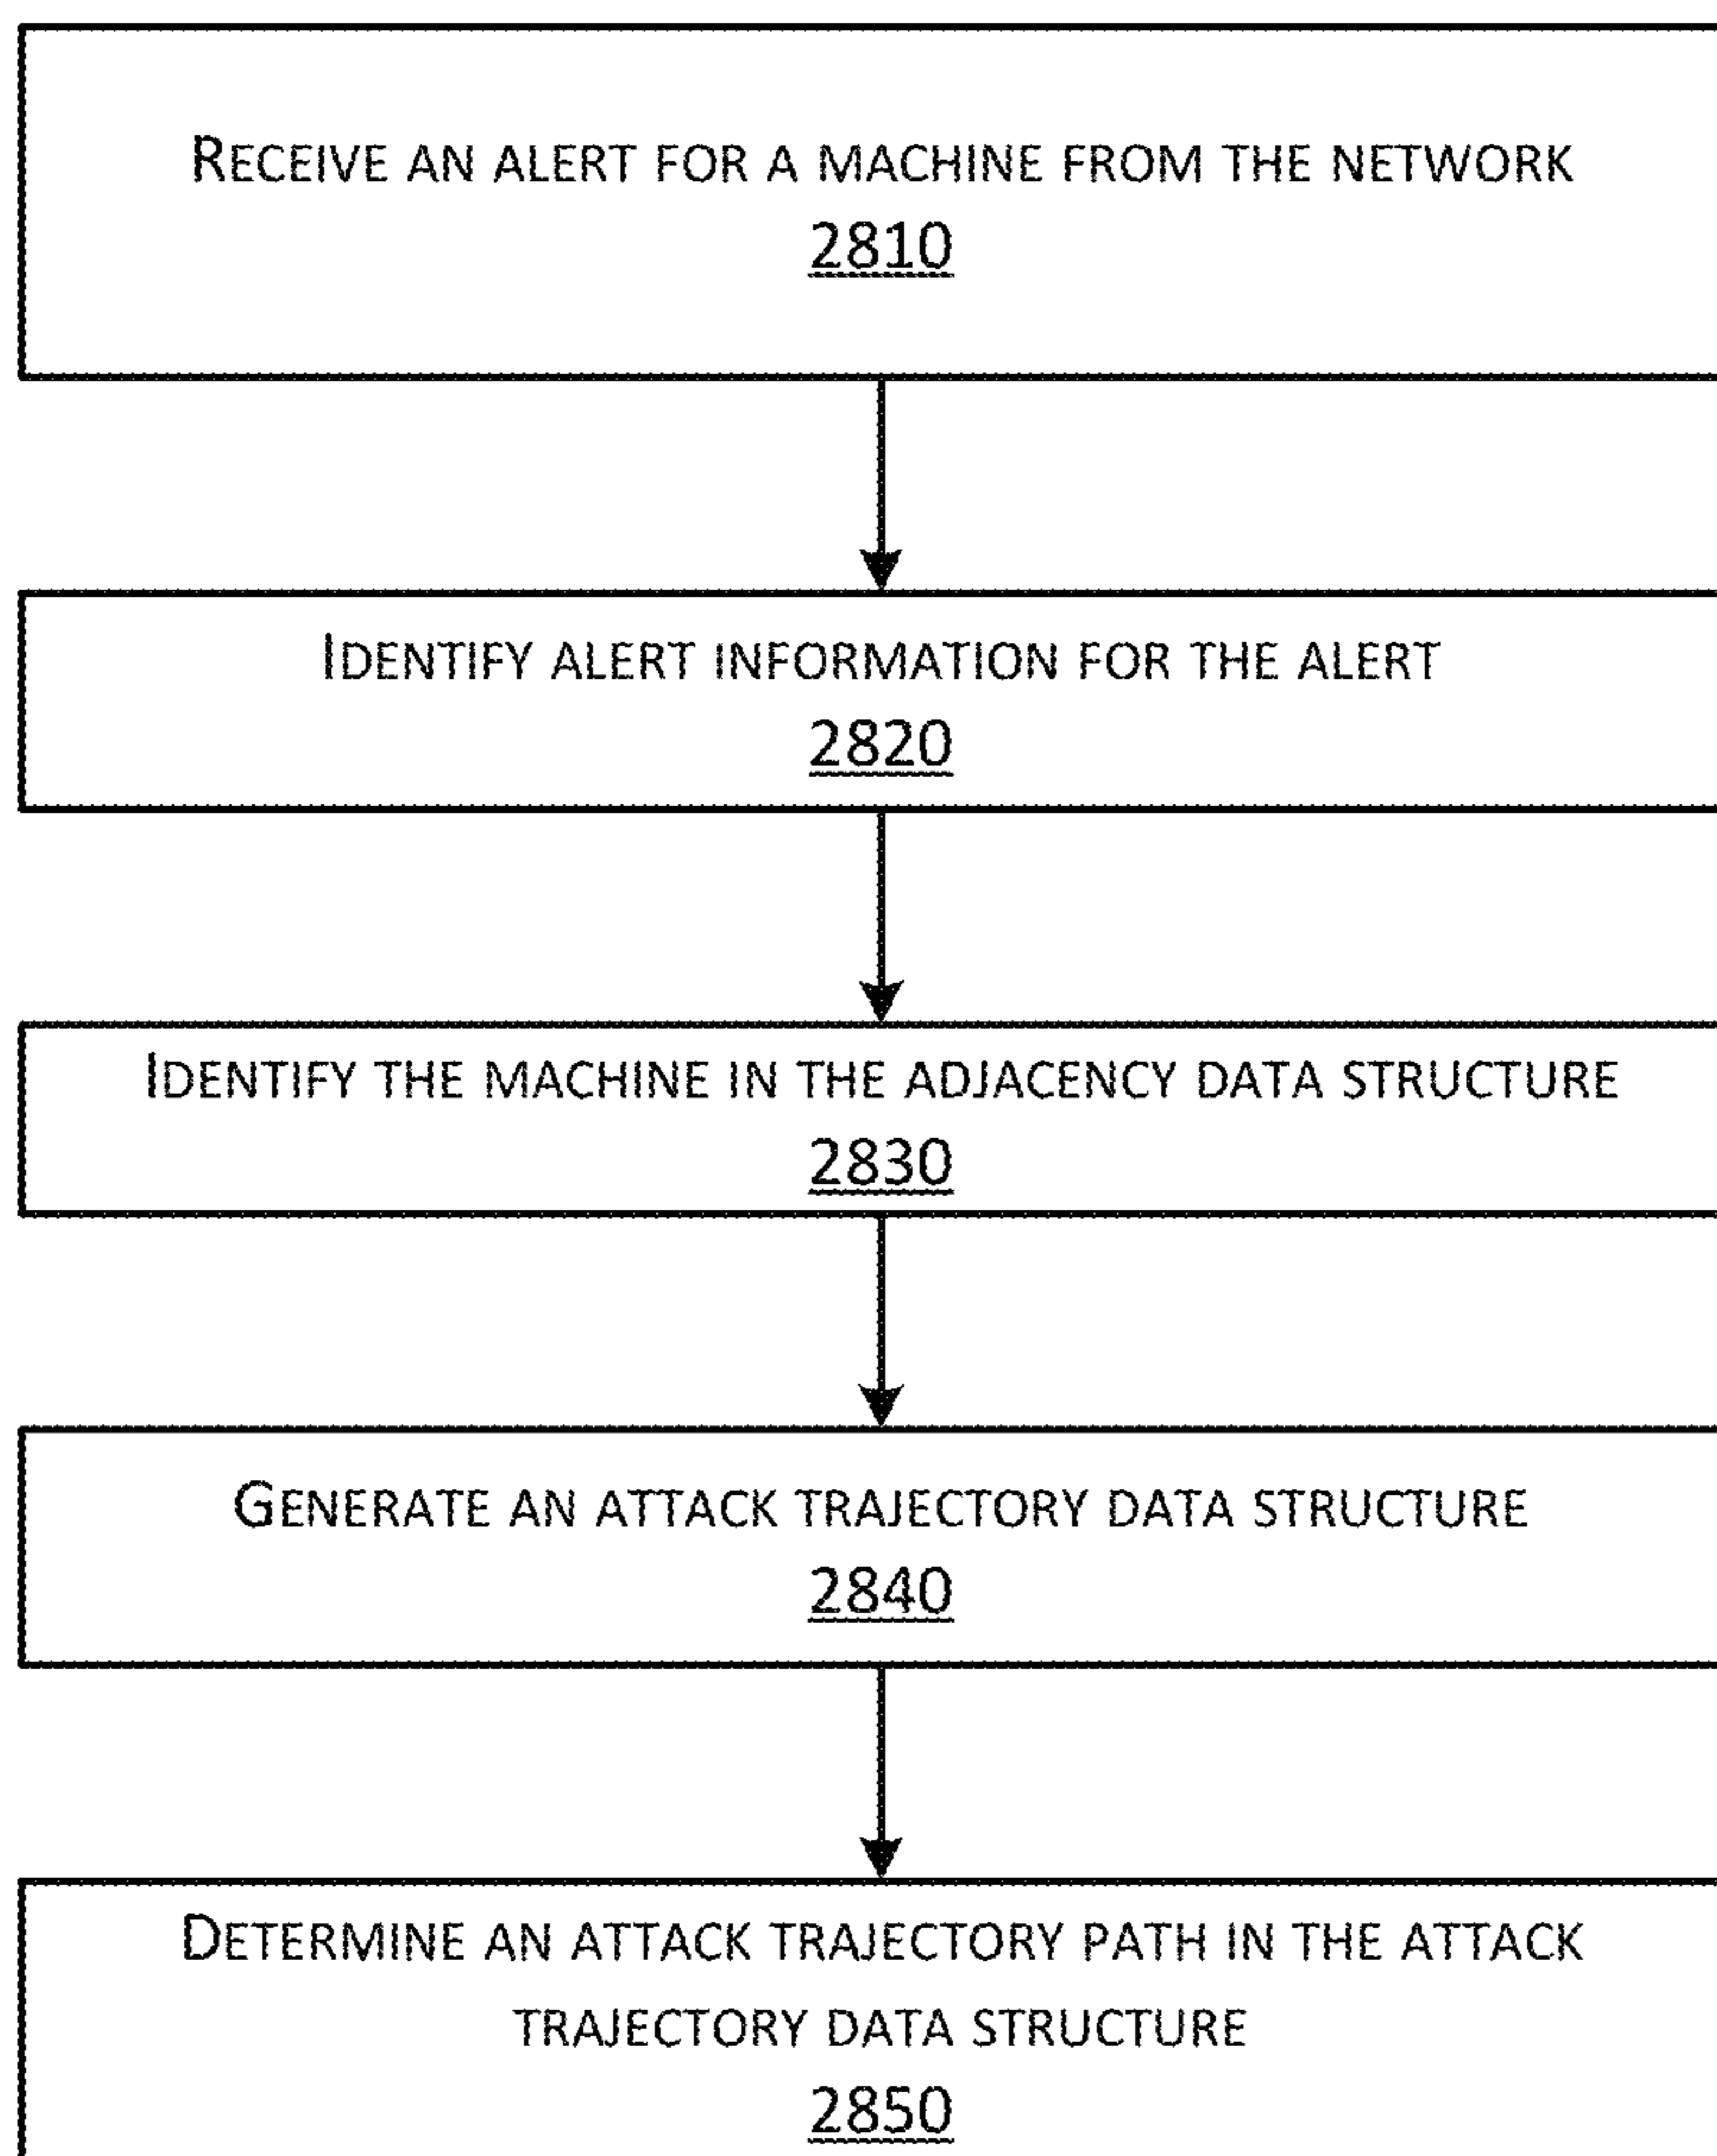 RECEIVE AN ALERT FOR A MACHINE FROM THE NETWORK
2810
IDENTIFY ALERT INFORMATION FOR THE ALERT
2820
IDENTIFY THE MACHINE IN THE ADJACENCY DATA STRUCTURE
2830
GENERATE AN ATTACK TRAJECTORY DATA STRUCTURE
2840
DETERMINE AN ATTACK TRAJECTORY PATH IN THE ATTACK
TRAJECTORY DATA STRUCTURE
2850